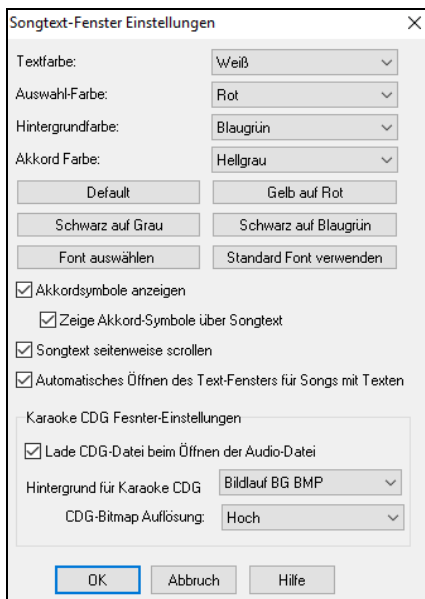 Songtext-Fenster Einstellungen
Textfarbe: Weiß
Auswahl-Farbe: Rot
Hintergrundfarbe: Blaugrün
Akkord Farbe: Hellgrau
Default Gelb auf Rot
Schwarz auf Grau Schwarz auf Blaugrün
Font auswählen Standard Font verwenden
Akkordsymbole anzeigen
Zeige Akkord-Symbole über Songtext
Songtext seitenweise scrollen
Automatisches Öffnen des Text-Fensters für Songs mit Texten
Karaoke CDG Fesnter-Einstellungen
Lade CDG-Datei beim Öffnen der Audio-Datei
Hintergrund für Karaoke CDG Bildlauf BG BMP
CDG-Bitmap Auflösung: Hoch
OK Abbruch Hilfe